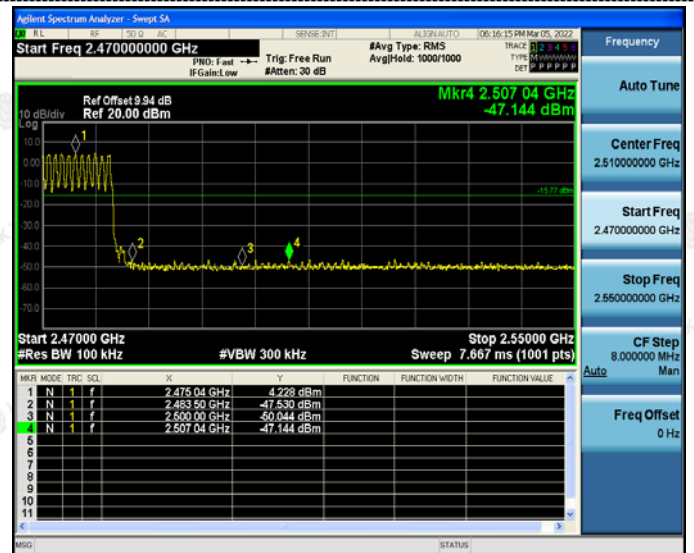 Agilent Spectrum Analyzer - Swept SA
RL RF 50 Ω AC SENSE:INT ALIGNAUTO 06:16:15 PM Mar 05, 2022
Start Freq 2.470000000 GHz
PNO: Fast
IFGain:Low
Trig: Free Run
#Atten: 30 dB
#Avg Type: RMS
Avg|Hold: 1000/1000
TRACE 1 2 3 4 5 6
TYPE M
DET P P P P P P
Mkr4 2.507 04 GHz
-47.144 dBm
Ref Offset 9.94 dB
10 dB/div Ref 20.00 dBm
Log
10.0
0.00
-10.0
-20.0
-30.0
-40.0
-50.0
-60.0
-70.0
1
2
3
4
-15.77 dBm
Start 2.47000 GHz Stop 2.55000 GHz
#Res BW 100 kHz #VBW 300 kHz Sweep 7.667 ms (1001 pts)
MKR MODE TRC SCL X Y FUNCTION FUNCTION WIDTH FUNCTION VALUE
1 N 1 f 2.475 04 GHz 4.228 dBm
2 N 1 f 2.483 50 GHz -47.530 dBm
3 N 1 f 2.500 00 GHz -50.044 dBm
4 N 1 f 2.507 04 GHz -47.144 dBm
5
6
7
8
9
10
11
MSG STATUS
Frequency
Auto Tune
Center Freq
2.510000000 GHz
Start Freq
2.470000000 GHz
Stop Freq
2.550000000 GHz
CF Step
8.000000 MHz
Auto Man
Freq Offset
0 Hz